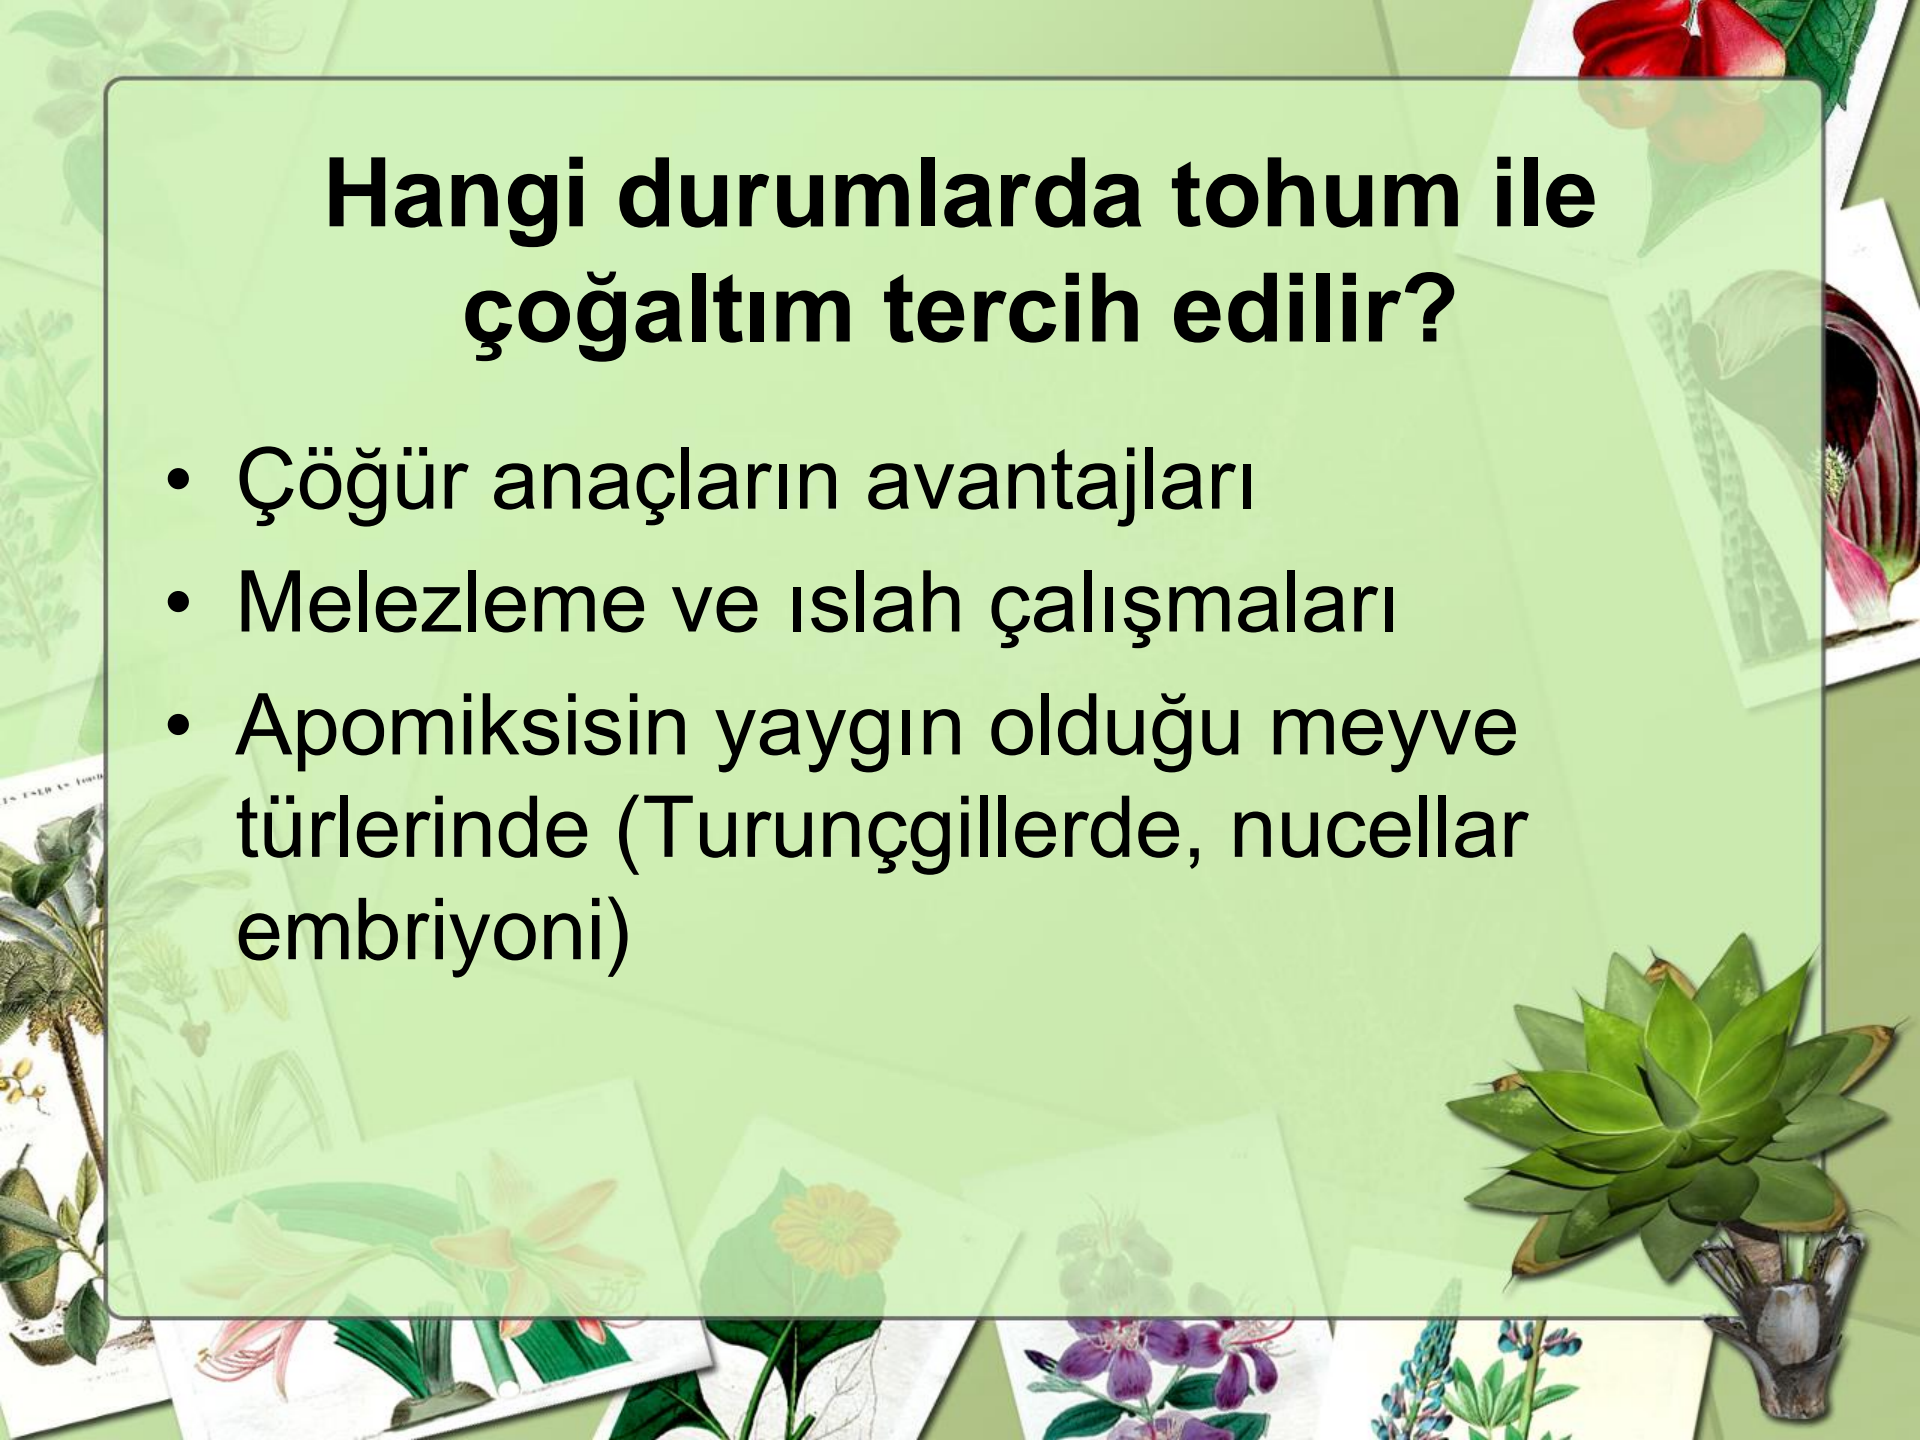 Hangi durumlarda tohum ile
çoğaltım tercih edilir?
• Çöğür anaçların avantajları
• Melezleme ve ıslah çalışmaları
• Apomiksisin yaygın olduğu meyve
türlerinde (Turunçgillerde, nucellar
embriyoni)